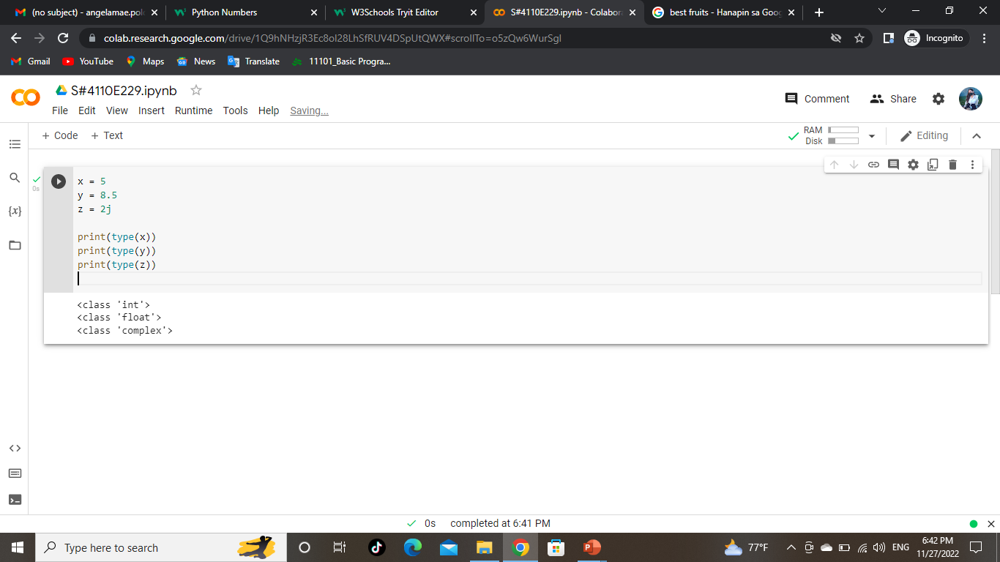 (no subject) - angelamae.pol
Python Numbers
W3Schools Tryit Editor
S#4110E229.ipynb - Colabora
best fruits - Hanapin sa Goog
colab.research.google.com/drive/1Q9hNHzjR3Ec8oI28LhSfRUV4DSpUtQWX#scrollTo=o5zQw6WurSgl
Incognito
Gmail
YouTube
Maps
News
Translate
11101_Basic Progra...
S#4110E229.ipynb
Comment
Share
File Edit View Insert Runtime Tools Help Saving...
+ Code + Text
RAM
Disk
Editing
0s
x = 5
y = 8.5
z = 2j
print(type(x))
print(type(y))
print(type(z))
{x}
<class 'int'>
<class 'float'>
<class 'complex'>
0s completed at 6:41 PM
Type here to search
77°F
ENG
6:42 PM
11/27/2022